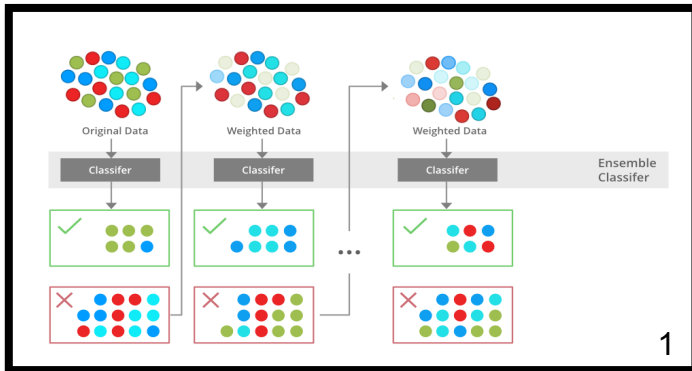 Original Data
Weighted Data
Weighted Data
Classifer
Classifer
Classifer
Ensemble
Classifer
...
1